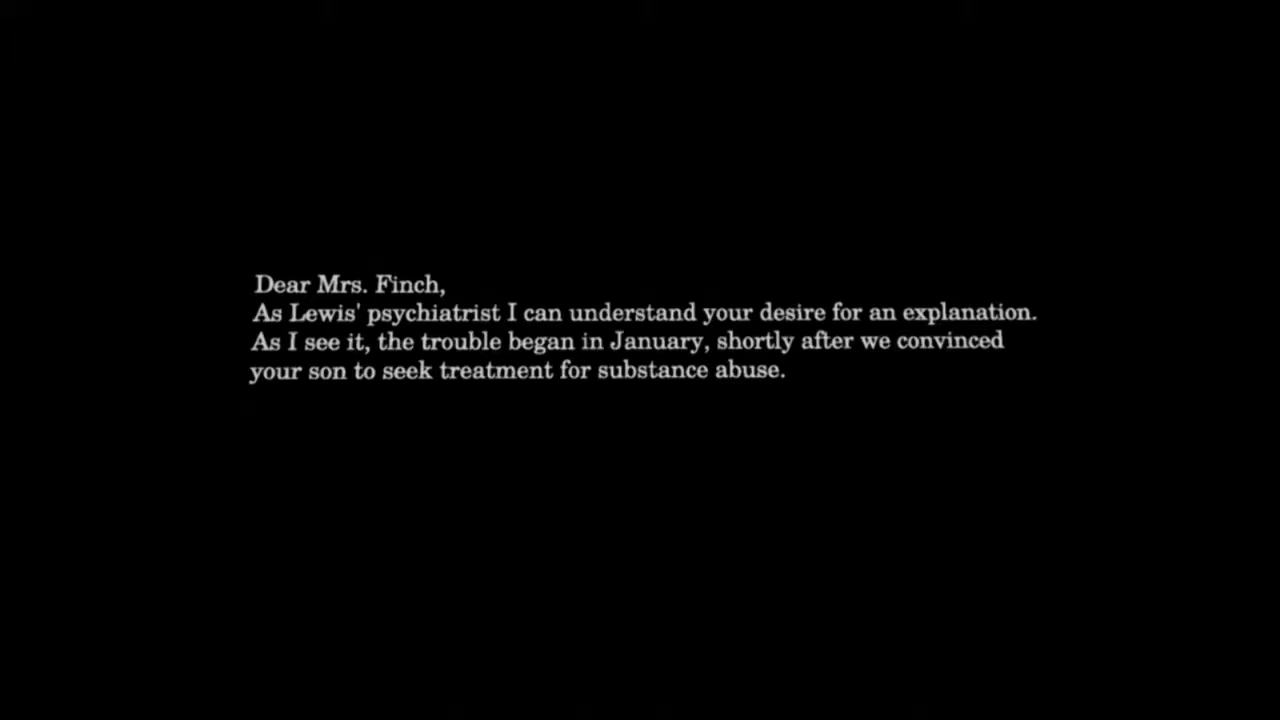 Dear Mrs. Finch,
As Lewis' psychiatrist I can understand your desire for an explanation.
As I see it, the trouble began in January, shortly after we convinced
your son to seek treatment for substance abuse.